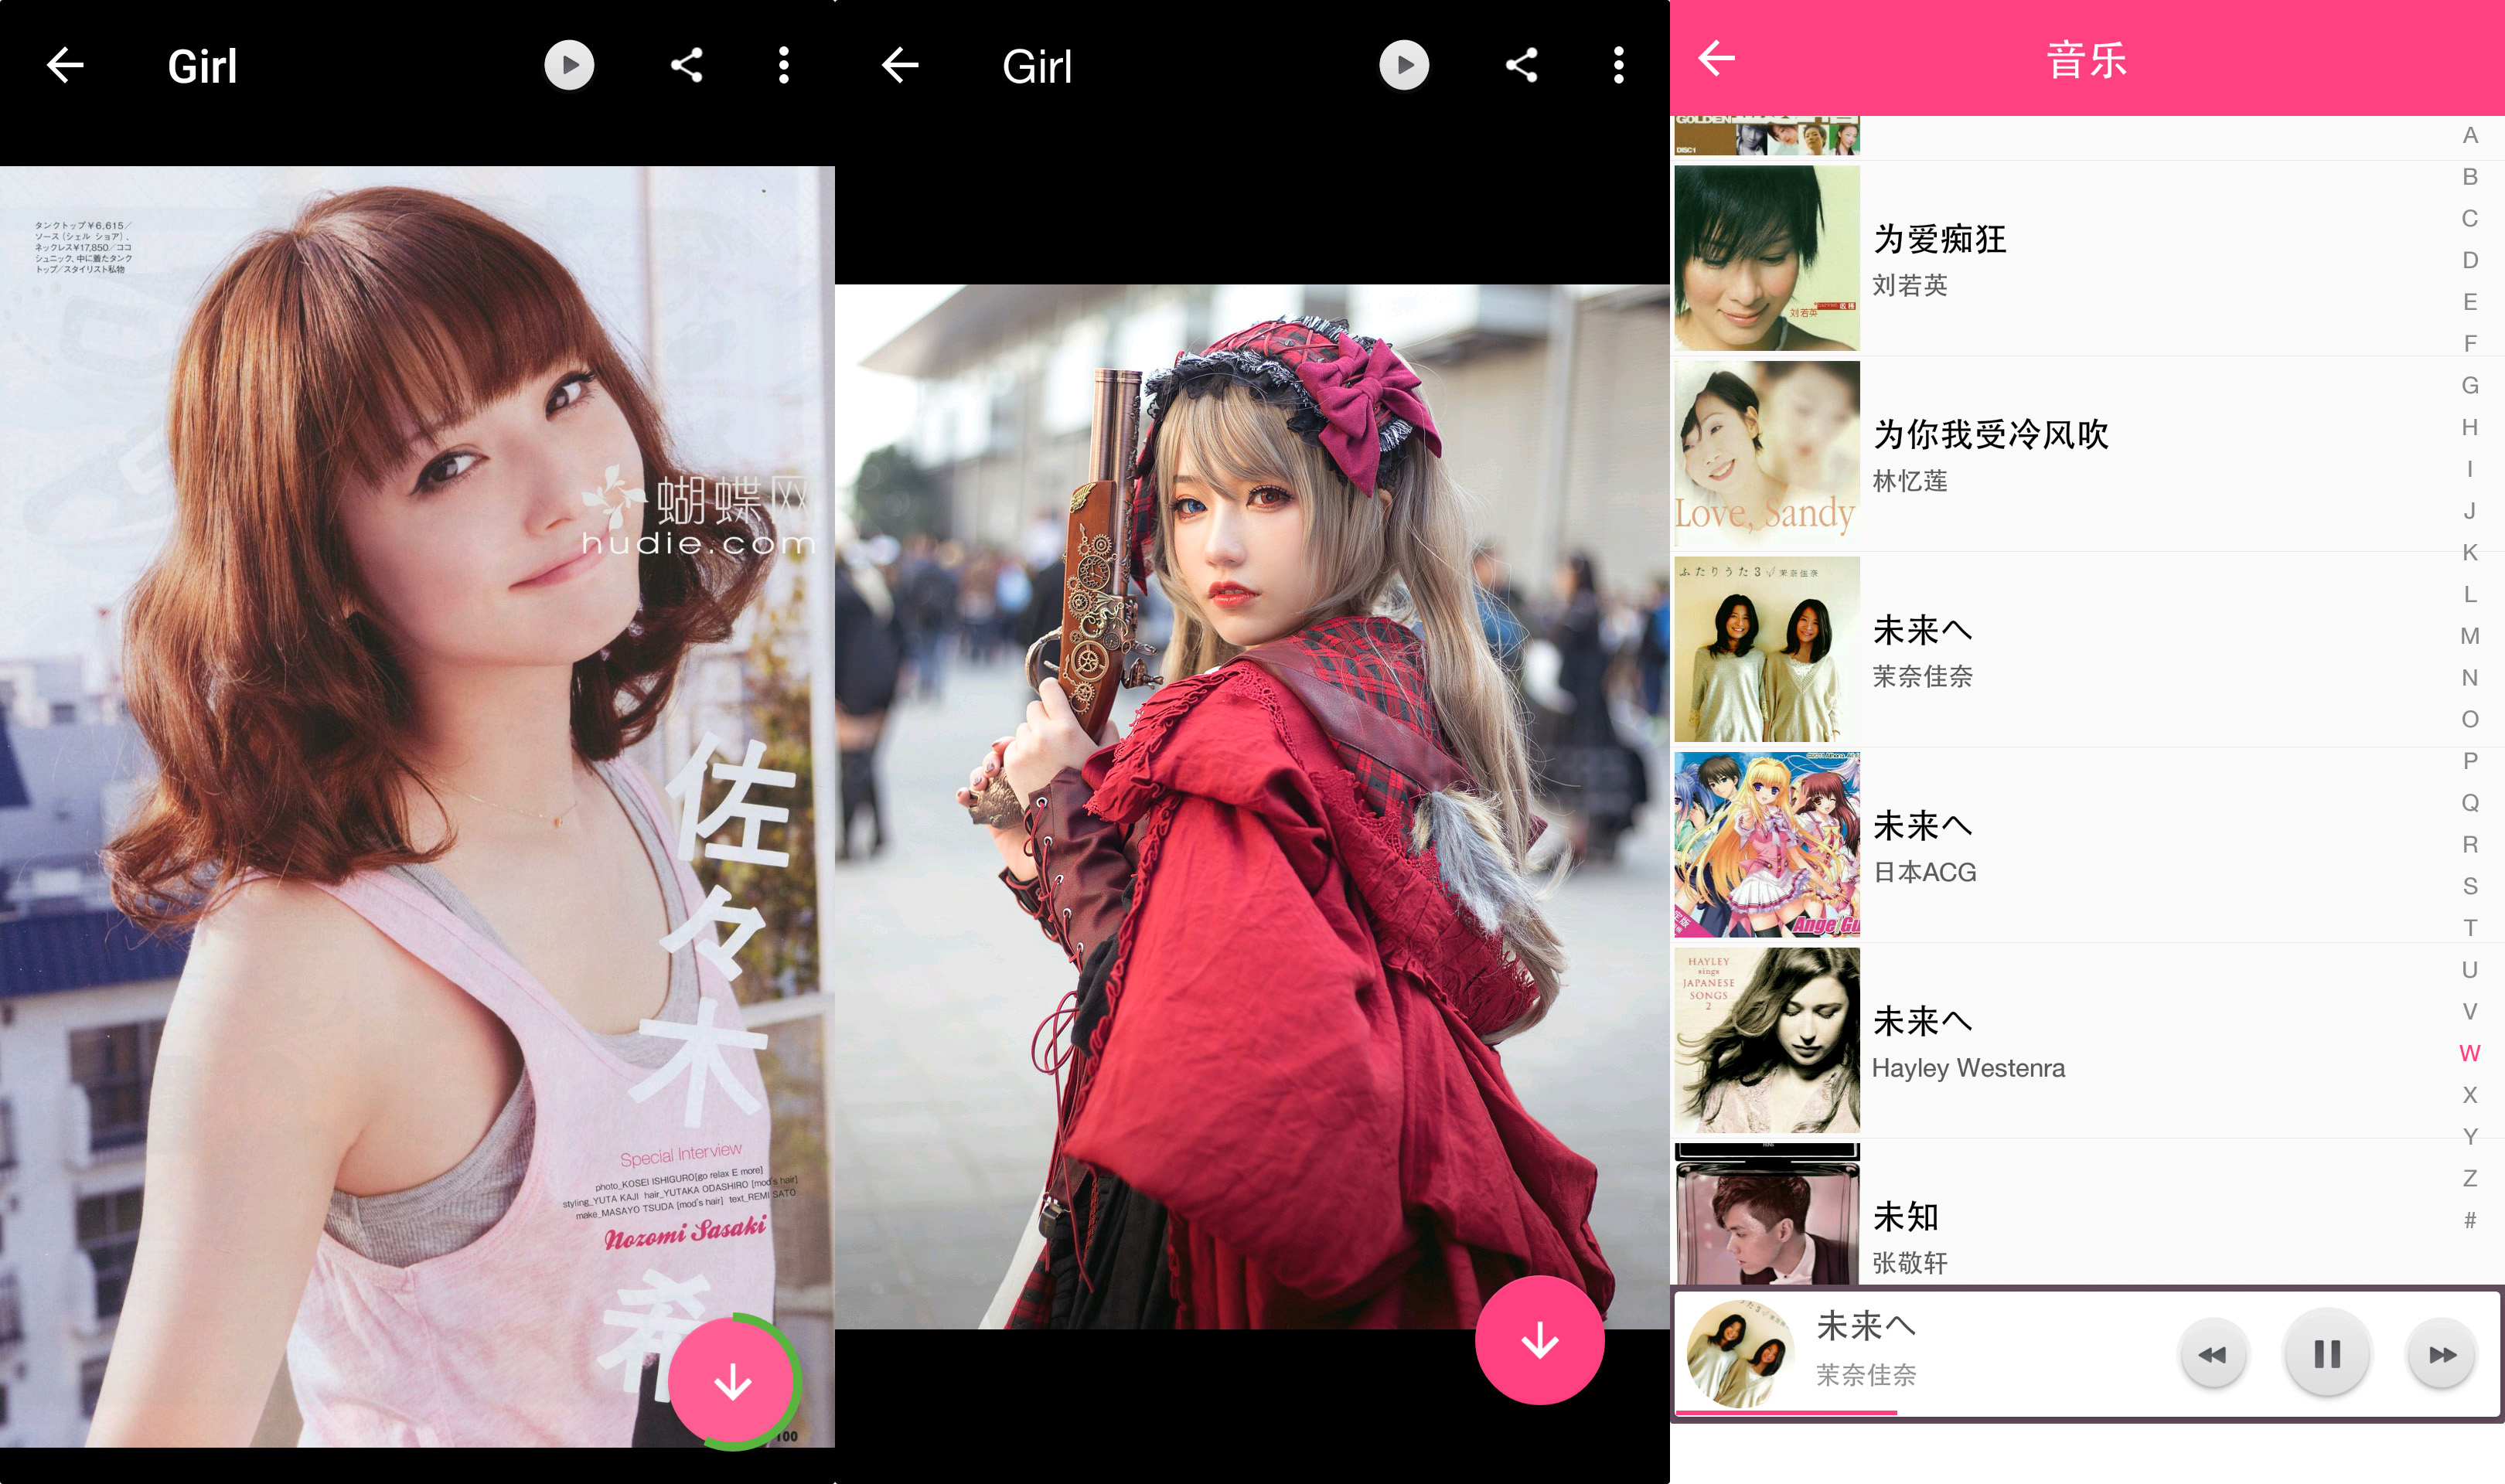 Girl
タンクトップ￥6,615／
ソース（シェル ショア）、
ネックレス￥17,850／ココ
シュニック、中に着たタンク
トップ／スタイリスト私物
蝴蝶网
hudie.com
佐々木希
Special Interview
photo_KOSEI ISHIGURO[go relax E more]
styling_YUTA KAJI hair_YUTAKA ODASHIRO [mod's hair]
make_MASAYO TSUDA [mod's hair] text_REMI SATO
Nozomi Sasaki
100
Girl
音乐
GOLDEN
DISC1
为爱痴狂
刘若英
刘若英
收穫
为你我受冷风吹
林忆莲
Love, Sandy
ふたりうた3 茉奈佳奈
未来へ
茉奈佳奈
未来へ
日本ACG
Ange Gu
HAYLEY
sings
JAPANESE
SONGS
2
未来へ
Hayley Westenra
未知
张敬轩
A
B
C
D
E
F
G
H
I
J
K
L
M
N
O
P
Q
R
S
T
U
V
W
X
Y
Z
#
未来へ
茉奈佳奈